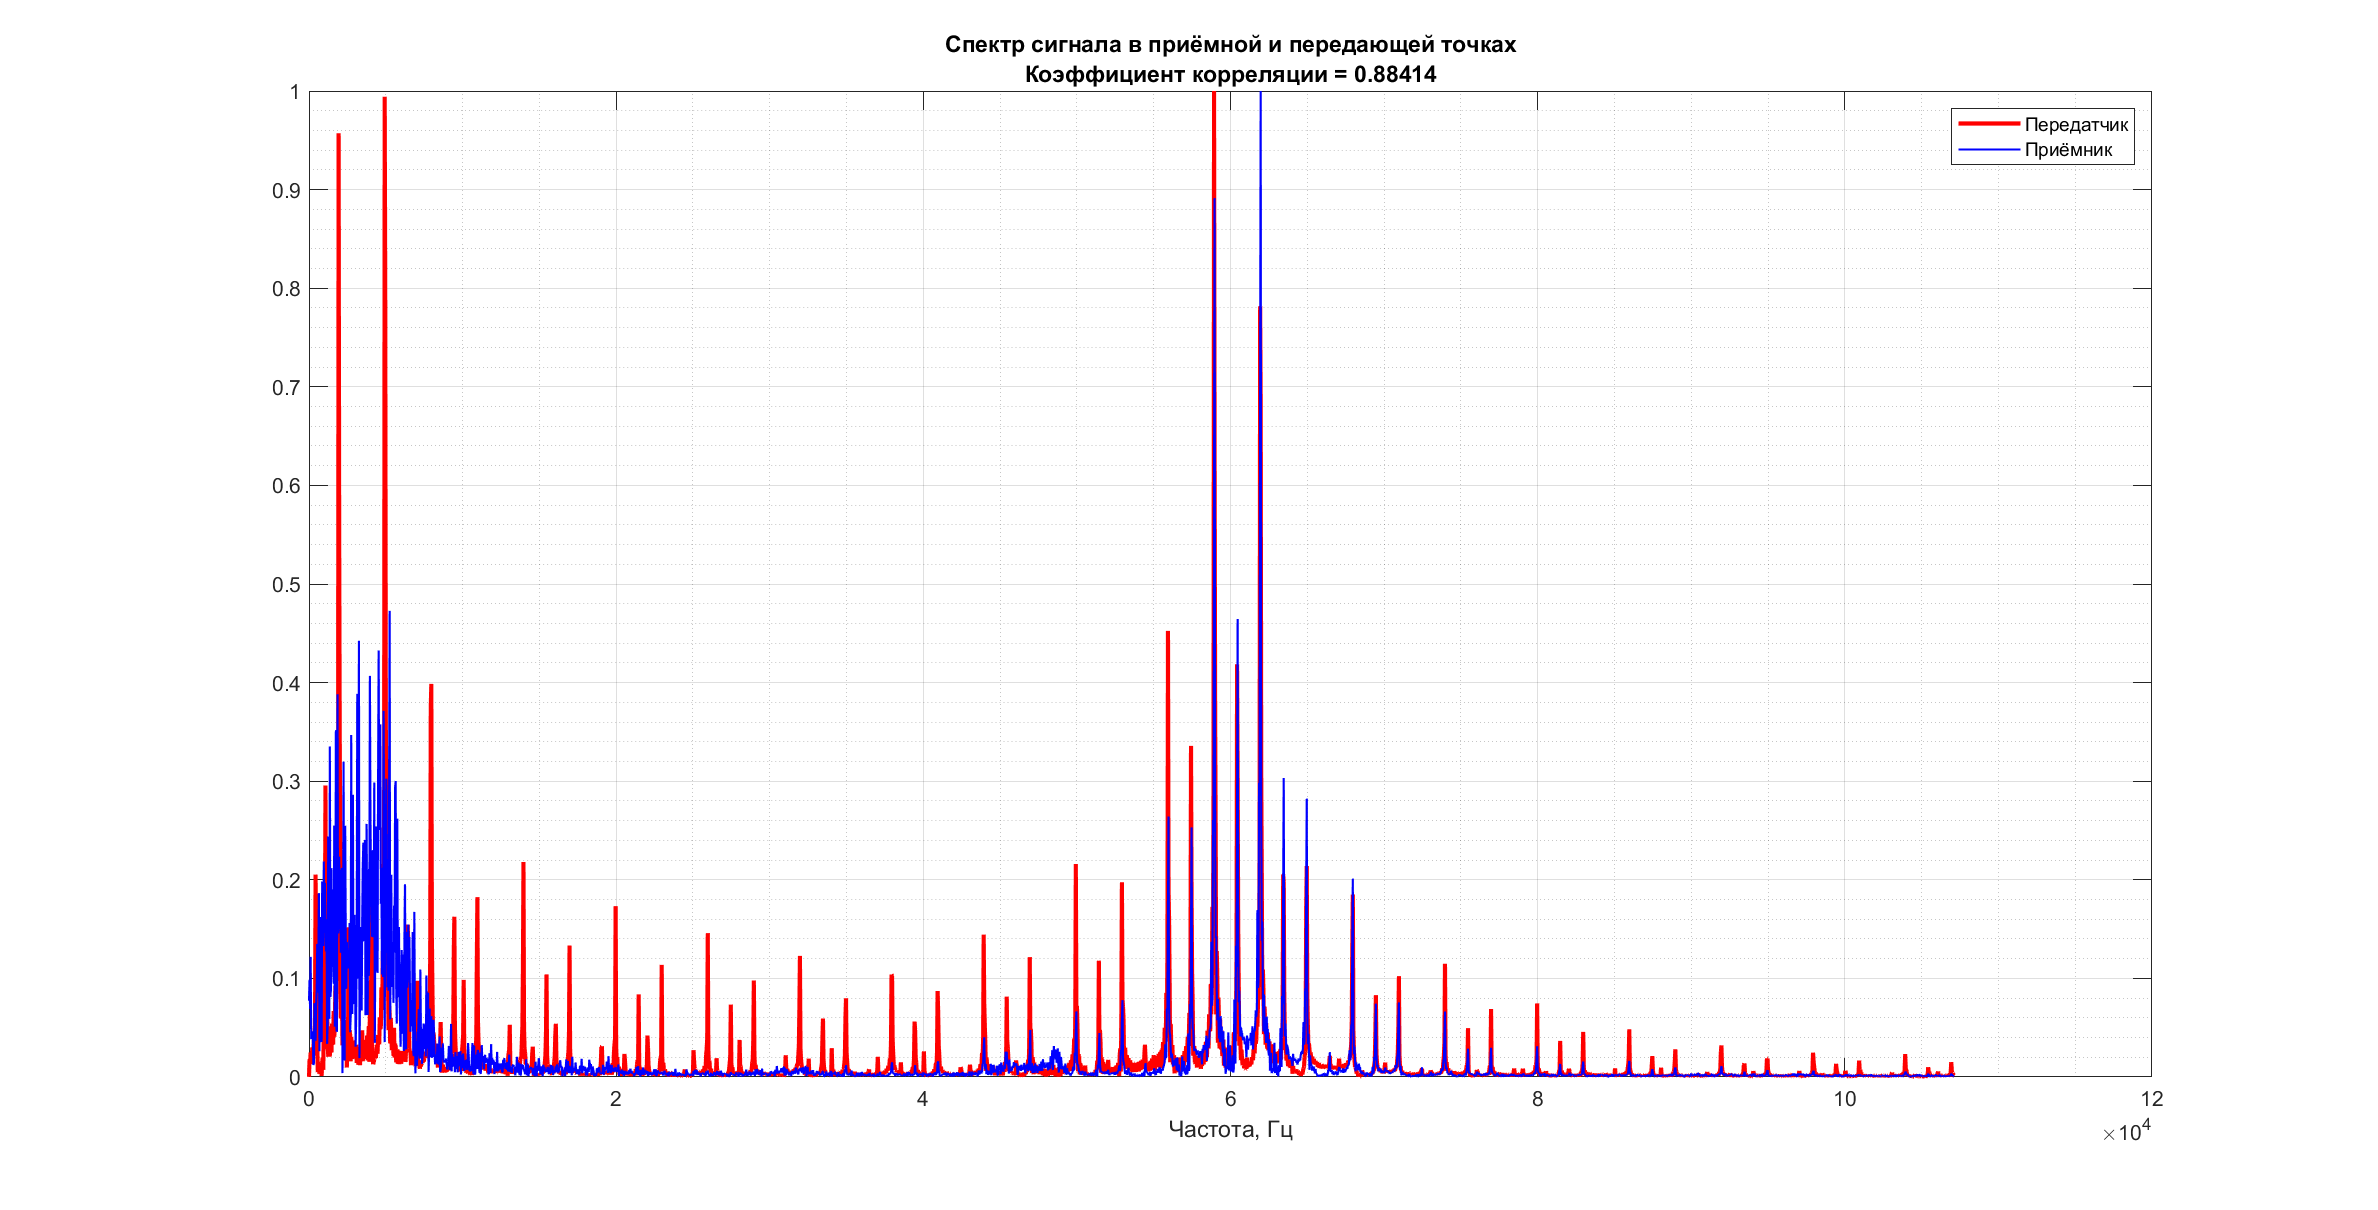 Спектр сигнала в приёмной и передающей точках
Коэффициент корреляции = 0.88414
1
0.9
0.8
0.7
0.6
0.5
0.4
0.3
0.2
0.1
0
Передатчик
Приёмник
0 2 4 6 8 10 12
×10⁴
Частота, Гц